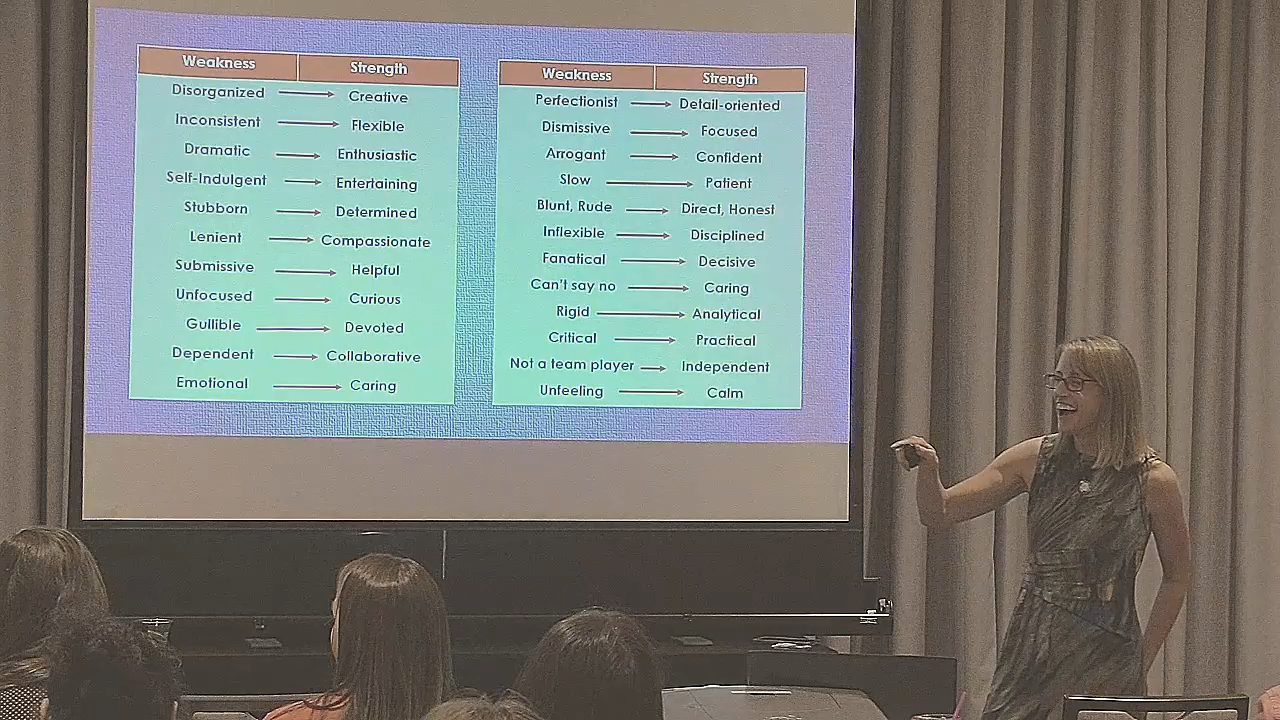 Weakness Strength
Disorganized Creative
Inconsistent Flexible
Dramatic Enthusiastic
Self-Indulgent Entertaining
Stubborn Determined
Lenient Compassionate
Submissive Helpful
Unfocused Curious
Gullible Devoted
Dependent Collaborative
Emotional Caring
Weakness Strength
Perfectionist Detail-oriented
Dismissive Focused
Arrogant Confident
Slow Patient
Blunt, Rude Direct, Honest
Inflexible Disciplined
Fanatical Decisive
Can't say no Caring
Rigid Analytical
Critical Practical
Not a team player Independent
Unfeeling Calm